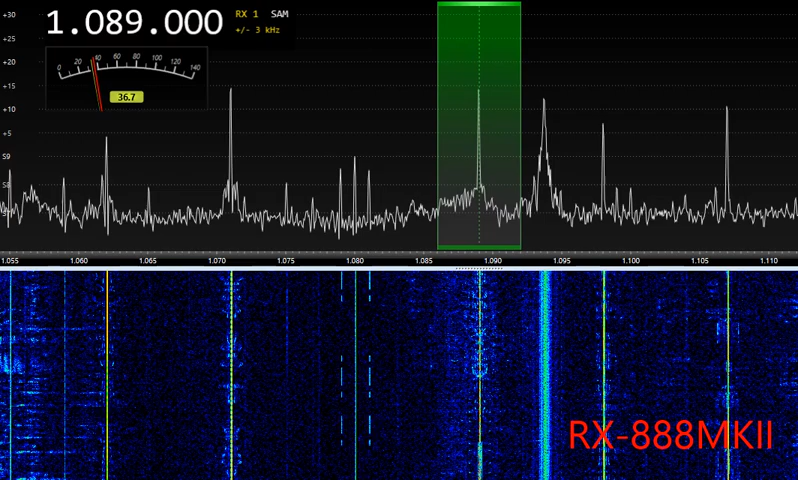 1.089.000
RX 1 SAM
+/- 3 kHz
0 20 40 60 80 100 120 140
36.7
+30
+25
+20
+15
+10
+5
S9
1.055 1.060 1.065 1.070 1.075 1.080 1.085 1.090 1.095 1.100 1.105 1.110
RX-888MKII